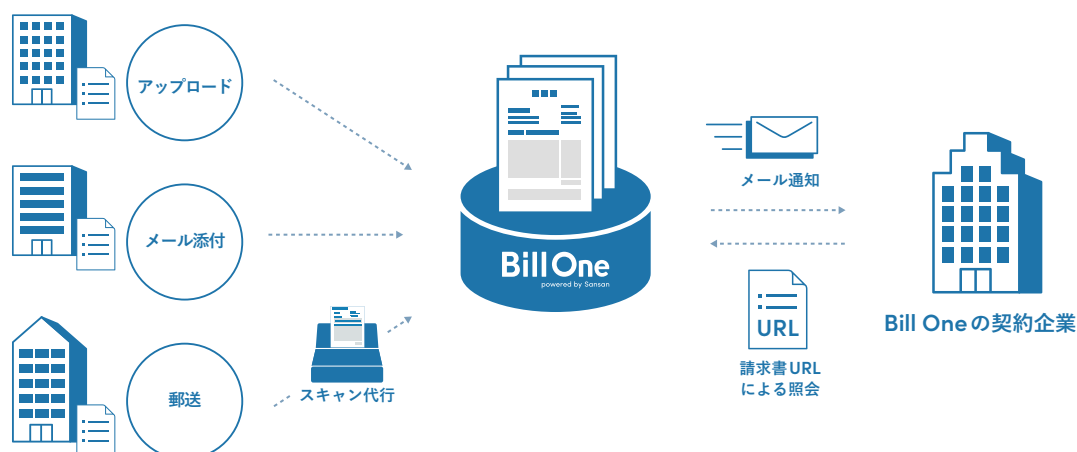 アップロード
メール添付
郵送
スキャン代行
Bill One
powered by Sansan
メール通知
URL
請求書URL
による照会
Bill Oneの契約企業